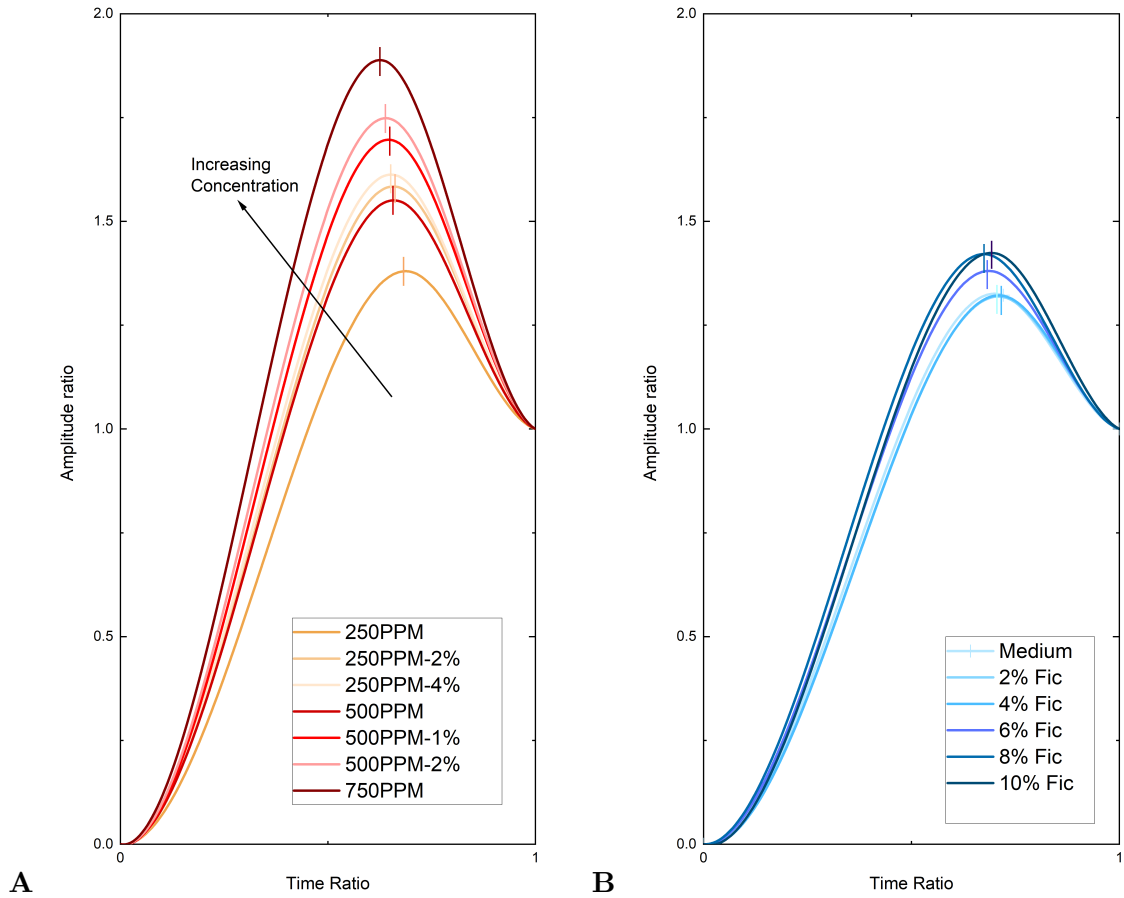 2.0
1.5
1.0
0.5
0.0
0
1
Amplitude ratio
Time Ratio
Increasing
Concentration
250PPM
250PPM-2%
250PPM-4%
500PPM
500PPM-1%
500PPM-2%
750PPM
A
2.0
1.5
1.0
0.5
0.0
0
1
Amplitude ratio
Time Ratio
Medium
2% Fic
4% Fic
6% Fic
8% Fic
10% Fic
B